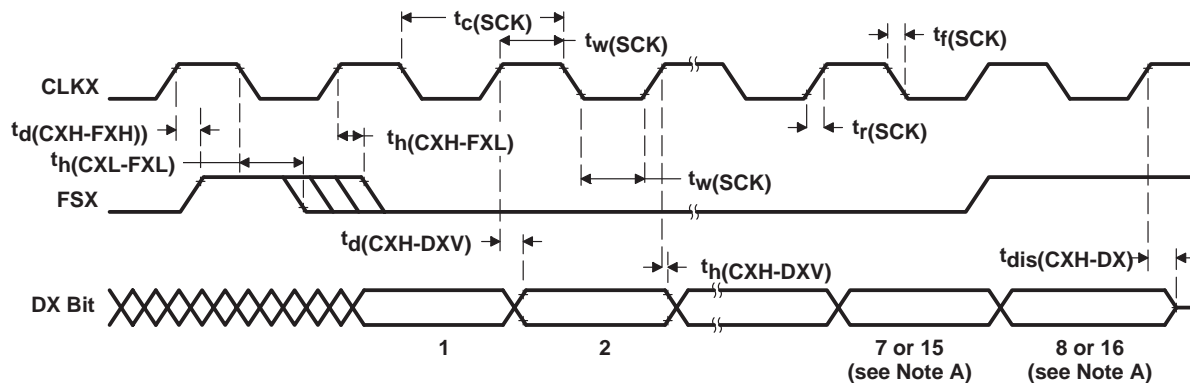 tc(SCK)
tw(SCK)
tf(SCK)
CLKX
td(CXH-FXH))
th(CXH-FXL)
tr(SCK)
th(CXL-FXL)
tw(SCK)
FSX
td(CXH-DXV)
th(CXH-DXV)
tdis(CXH-DX)
DX Bit
1
2
7 or 15
(see Note A)
8 or 16
(see Note A)